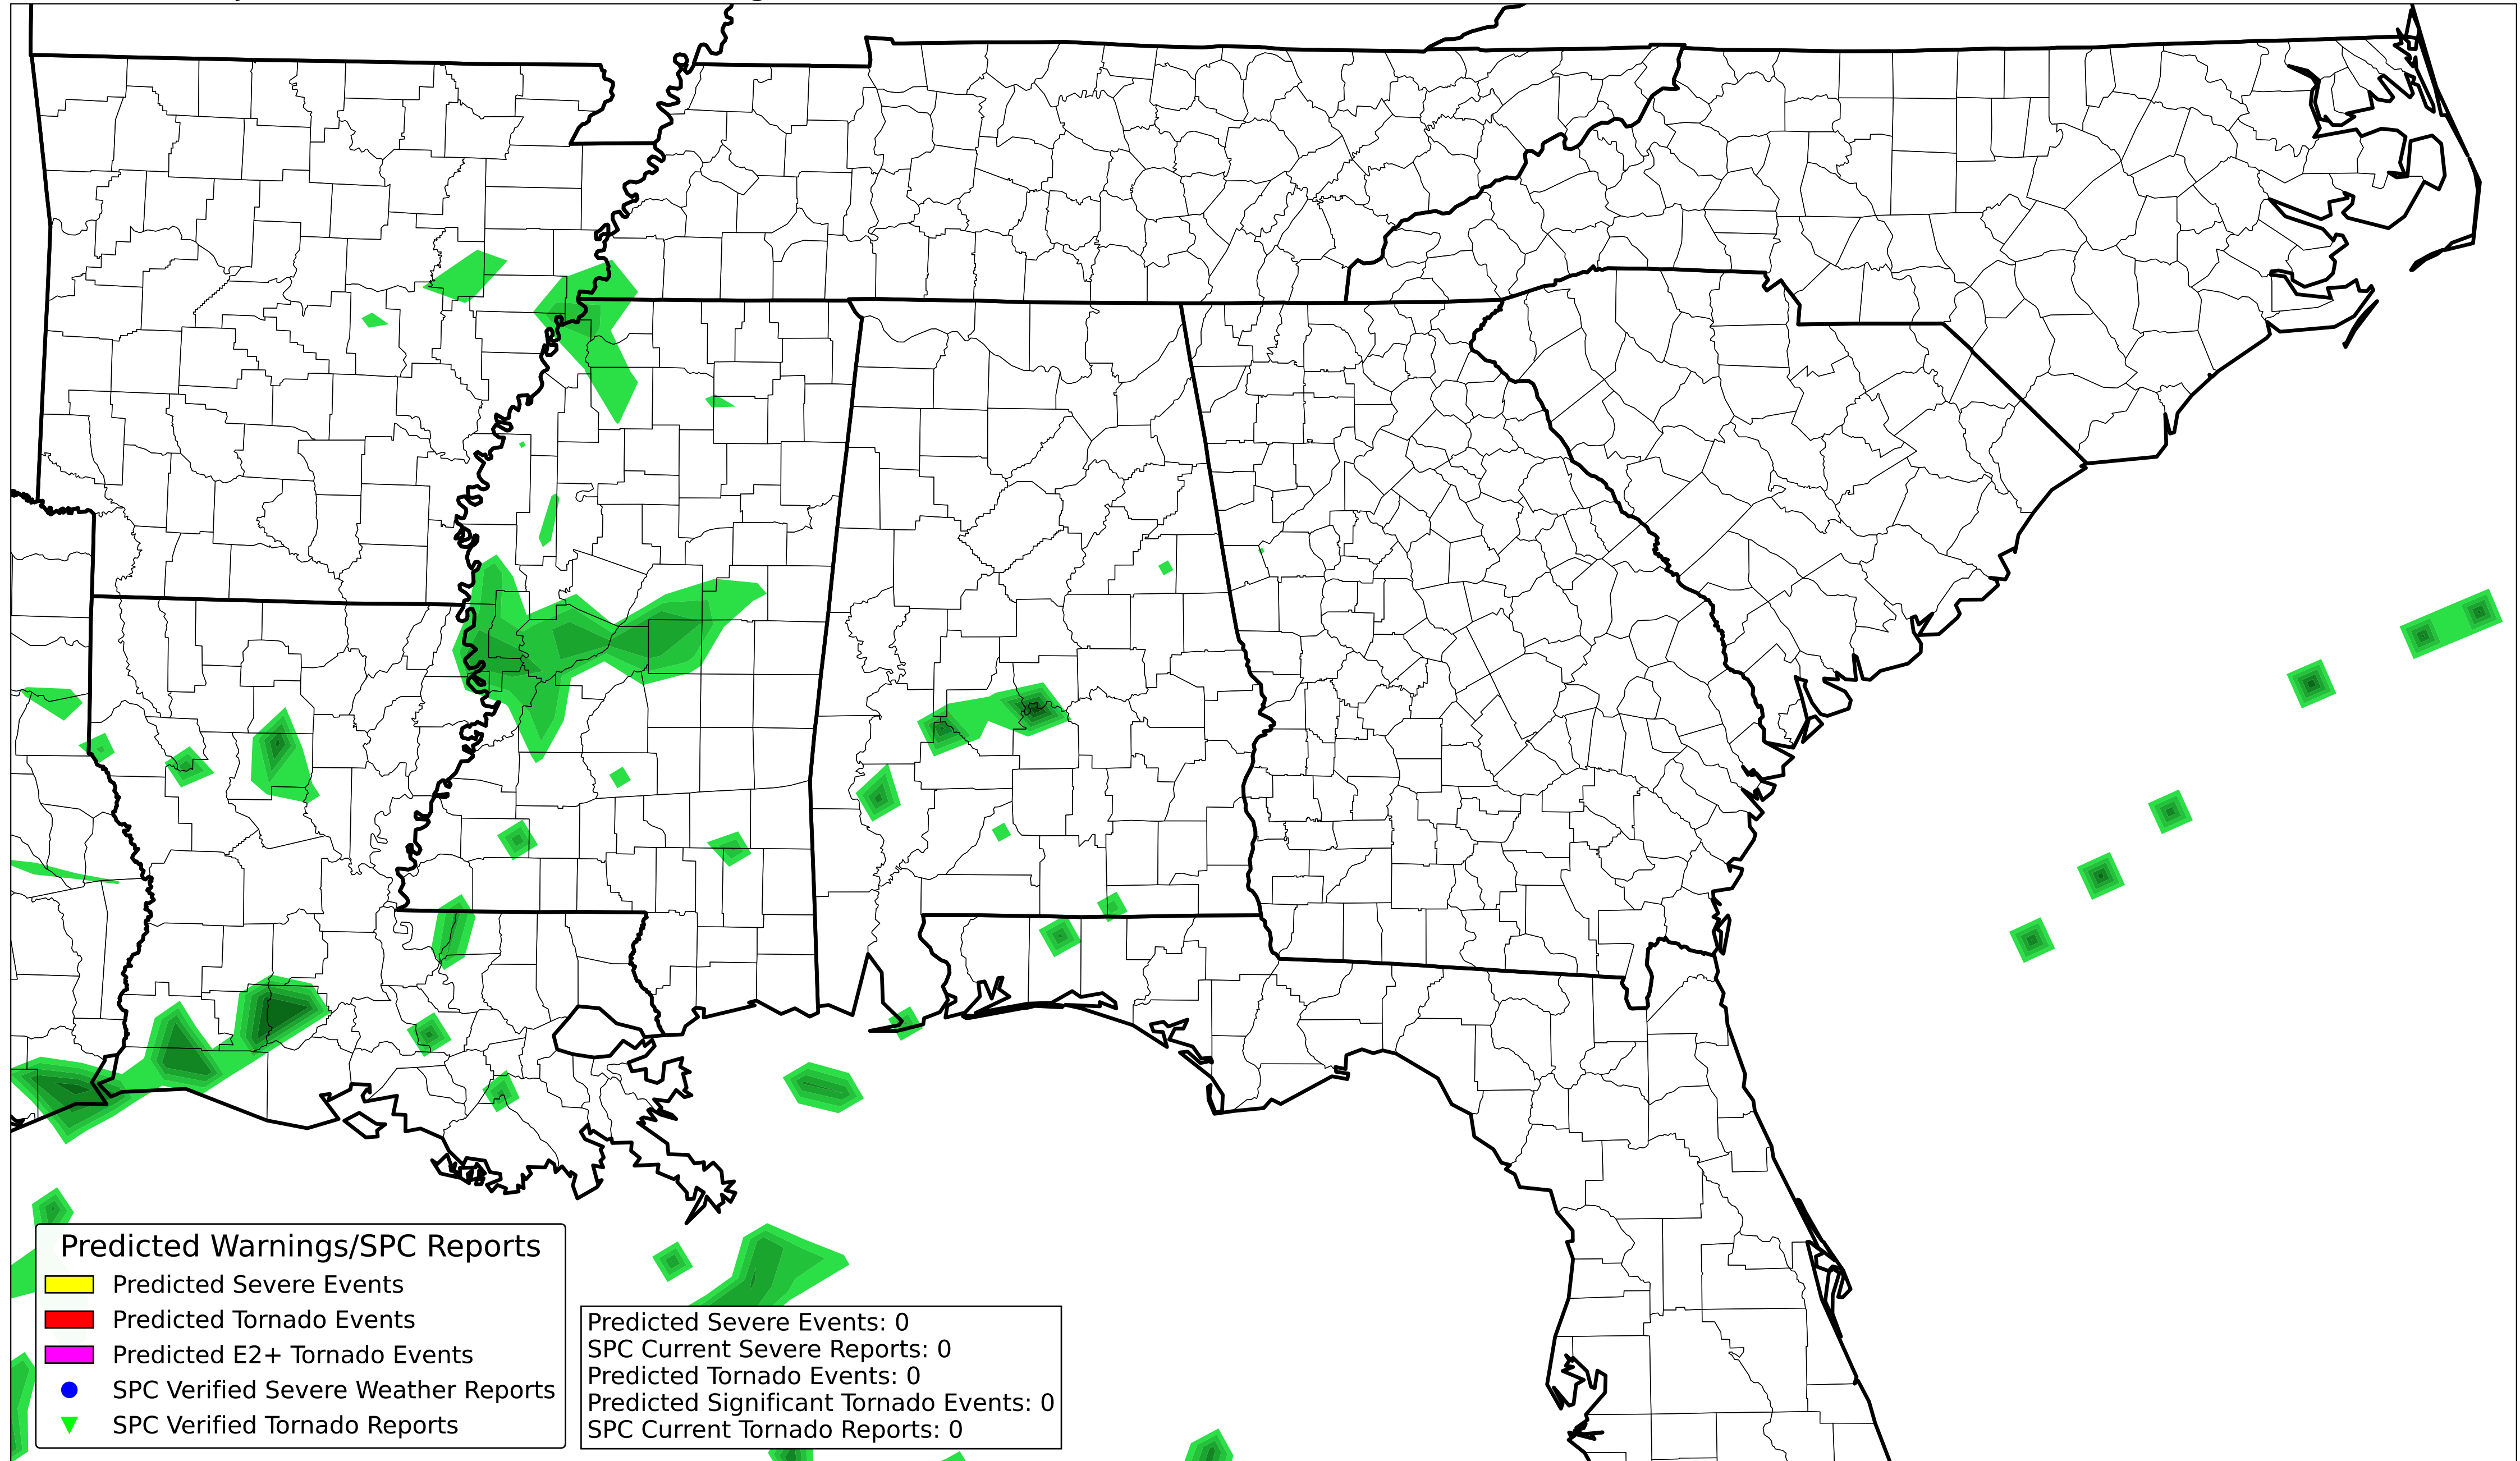 Predicted Warnings/SPC Reports
Predicted Severe Events
Predicted Tornado Events
Predicted E2+ Tornado Events
SPC Verified Severe Weather Reports
SPC Verified Tornado Reports
Predicted Severe Events: 0
SPC Current Severe Reports: 0
Predicted Tornado Events: 0
Predicted Significant Tornado Events: 0
SPC Current Tornado Reports: 0